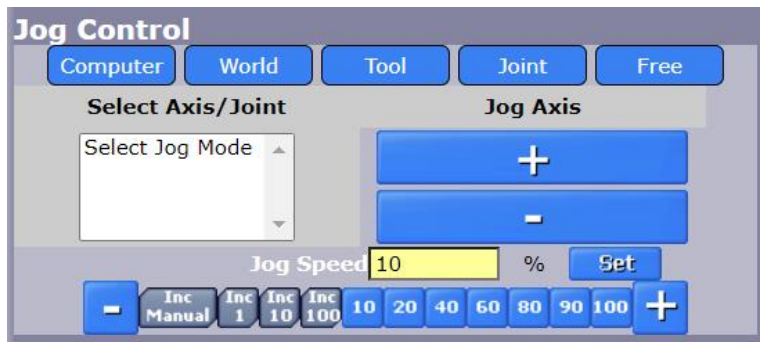 Jog Control
Computer World Tool Joint Free
Select Axis/Joint Jog Axis
Select Jog Mode
+
-
Jog Speed 10 % Set
- Inc Manual Inc 1 Inc 10 Inc 100 10 20 40 60 80 90 100 +